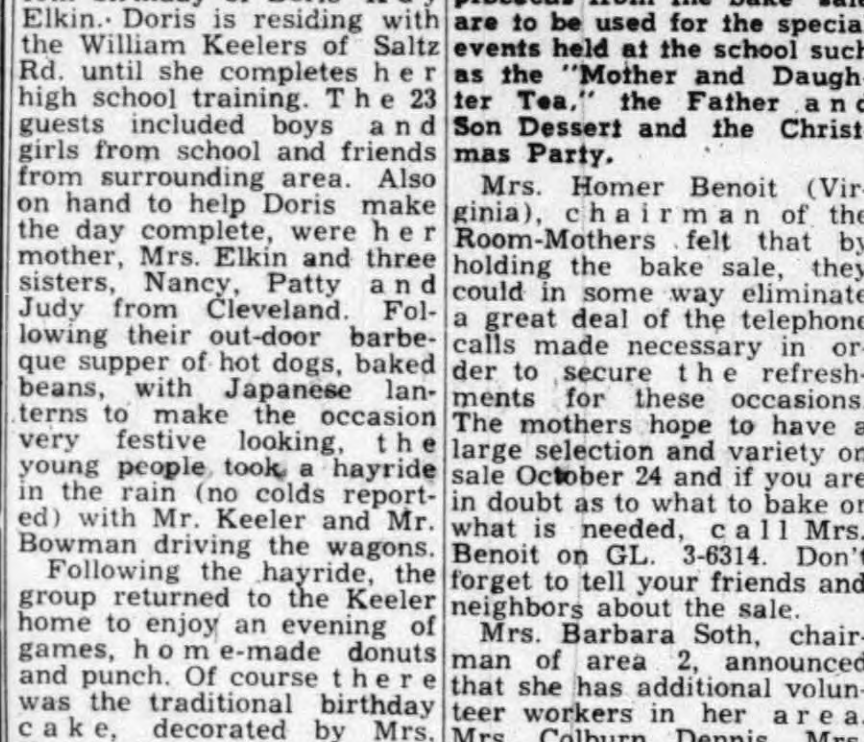 Elkin. Doris is residing with
the William Keelers of Saltz
Rd. until she completes her
high school training. The 23
guests included boys and
girls from school and friends
from surrounding area. Also
on hand to help Doris make
the day complete, were her
mother, Mrs. Elkin and three
sisters, Nancy, Patty and
Judy from Cleveland. Fol-
lowing their out-door barbe-
que supper of hot dogs, baked
beans, with Japanese lan-
terns to make the occasion
very festive looking, the
young people took a hayride
in the rain (no colds report-
ed) with Mr. Keeler and Mr.
Bowman driving the wagons.
Following the hayride, the
group returned to the Keeler
home to enjoy an evening of
games, home-made donuts
and punch. Of course there
was the traditional birthday
cake, decorated by Mrs.
are to be used for the specia
events held at the school such
as the "Mother and Daugh-
ter Tea," the Father and
Son Dessert and the Christ
mas Party.
Mrs. Homer Benoit (Vir-
ginia), chairman of the
Room-Mothers felt that by
holding the bake sale, they
could in some way eliminate
a great deal of the telephone
calls made necessary in or-
der to secure the refresh-
ments for these occasions
The mothers hope to have a
large selection and variety on
sale October 24 and if you are
in doubt as to what to bake or
what is needed, call Mrs.
Benoit on GL. 3-6314. Don't
forget to tell your friends and
neighbors about the sale.
Mrs. Barbara Soth, chair-
man of area 2, announced
that she has additional volun
teer workers in her area.
Mrs. Colburn Dennis, Mrs.